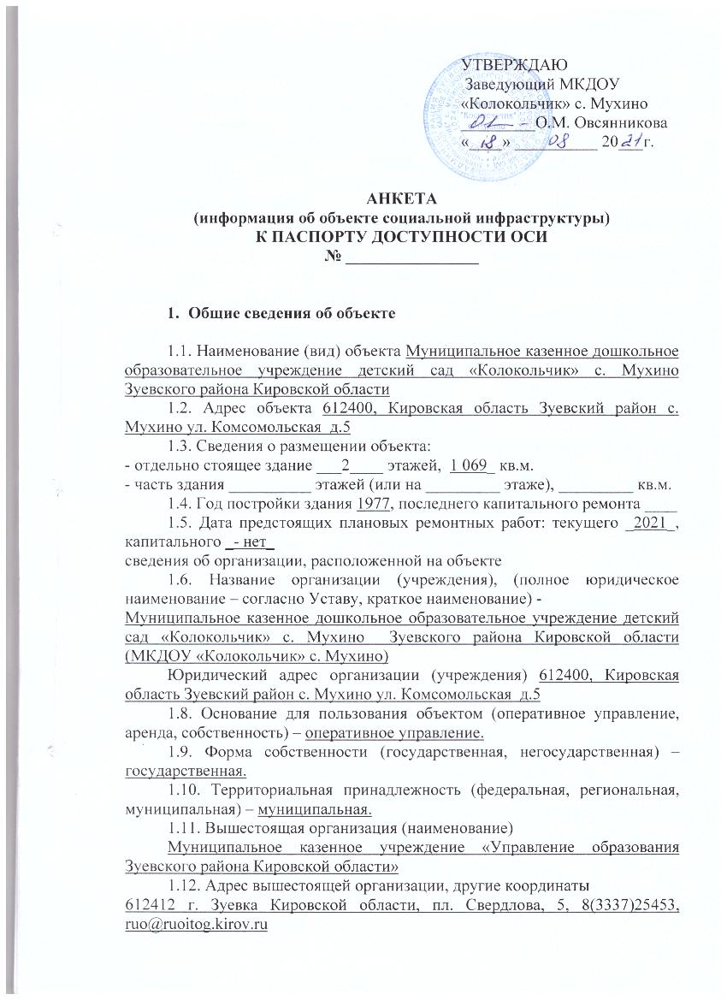 УТВЕРЖДАЮ
Заведующий МКДОУ
«Колокольчик» с. Мухино
_________О.М. Овсянникова
«_18_» __08__ 2021 г.
АНКЕТА
(информация об объекте социальной инфраструктуры)
К ПАСПОРТУ ДОСТУПНОСТИ ОСИ
№ ________________
1. Общие сведения об объекте
1.1. Наименование (вид) объекта Муниципальное казенное дошкольное
образовательное учреждение детский сад «Колокольчик» с. Мухино
Зуевского района Кировской области
1.2. Адрес объекта 612400, Кировская область Зуевский район с.
Мухино ул. Комсомольская д.5
1.3. Сведения о размещении объекта:
- отдельно стоящее здание ___2____ этажей, 1 069_ кв.м.
- часть здания __________ этажей (или на _________ этаже), _________ кв.м.
1.4. Год постройки здания 1977, последнего капитального ремонта ____
1.5. Дата предстоящих плановых ремонтных работ: текущего _2021_,
капитального _- нет_
сведения об организации, расположенной на объекте
1.6. Название организации (учреждения), (полное юридическое
наименование – согласно Уставу, краткое наименование) -
Муниципальное казенное дошкольное образовательное учреждение детский
сад «Колокольчик» с. Мухино Зуевского района Кировской области
(МКДОУ «Колокольчик» с. Мухино)
Юридический адрес организации (учреждения) 612400, Кировская
область Зуевский район с. Мухино ул. Комсомольская д.5
1.8. Основание для пользования объектом (оперативное управление,
аренда, собственность) – оперативное управление.
1.9. Форма собственности (государственная, негосударственная) –
государственная.
1.10. Территориальная принадлежность (федеральная, региональная,
муниципальная) – муниципальная.
1.11. Вышестоящая организация (наименование)
Муниципальное казенное учреждение «Управление образования
Зуевского района Кировской области»
1.12. Адрес вышестоящей организации, другие координаты
612412 г. Зуевка Кировской области, пл. Свердлова, 5, 8(3337)25453,
ruo@ruoitog.kirov.ru